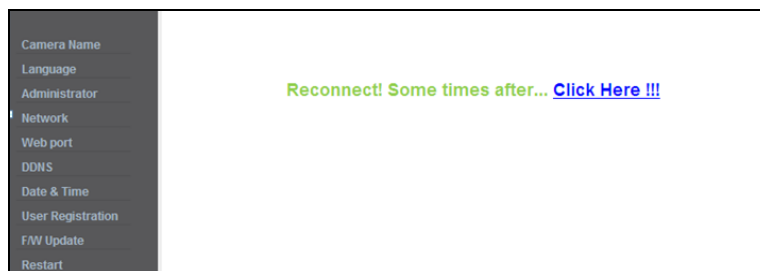 Camera Name
Language
Administrator
Network
Web port
DDNS
Date & Time
User Registration
F/W Update
Restart
Reconnect! Some times after... Click Here !!!